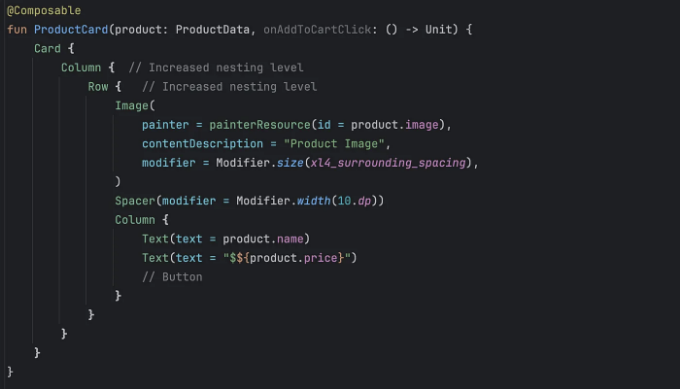 @Composable
fun ProductCard(product: ProductData, onAddToCartClick: () -> Unit) {
    Card {
        Column {  // Increased nesting level
            Row {   // Increased nesting level
                Image(
                    painter = painterResource(id = product.image),
                    contentDescription = "Product Image",
                    modifier = Modifier.size(xl4_surrounding_spacing),
                )
                Spacer(modifier = Modifier.width(10.dp))
                Column {
                    Text(text = product.name)
                    Text(text = "$${product.price}")
                    // Button
                }
            }
        }
    }
}